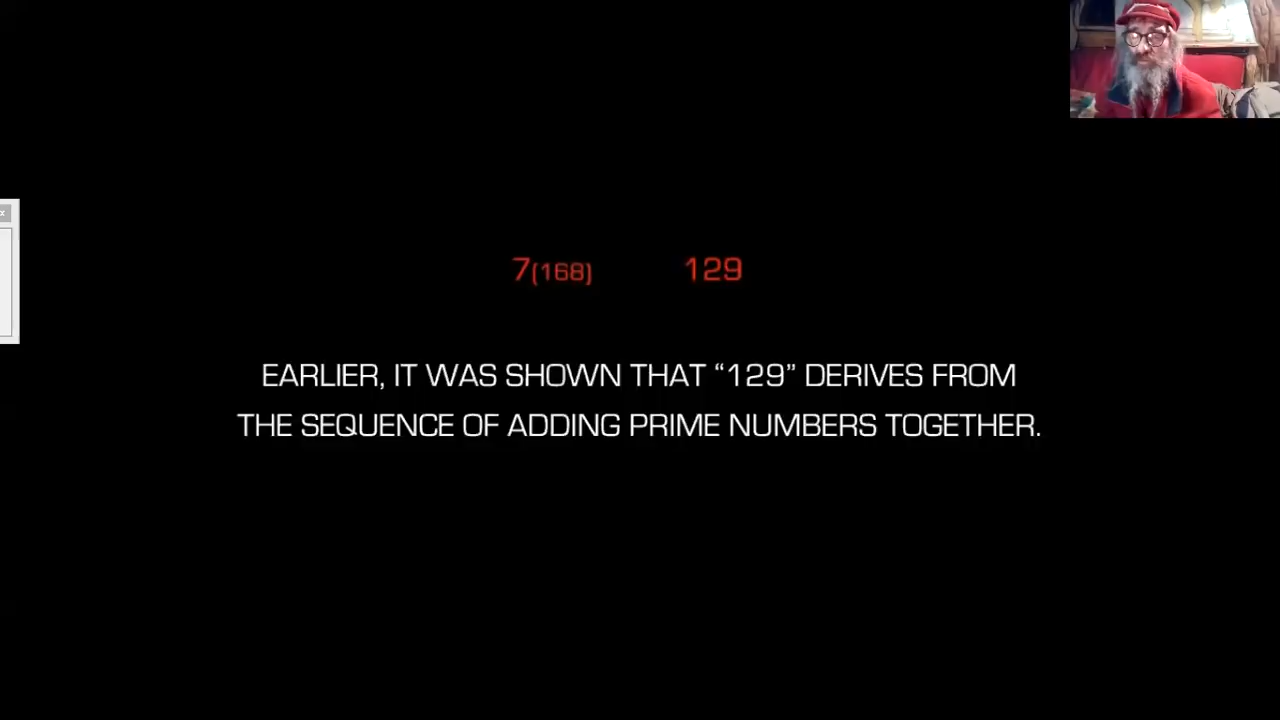 7(168) 129
EARLIER, IT WAS SHOWN THAT “129” DERIVES FROM
THE SEQUENCE OF ADDING PRIME NUMBERS TOGETHER.